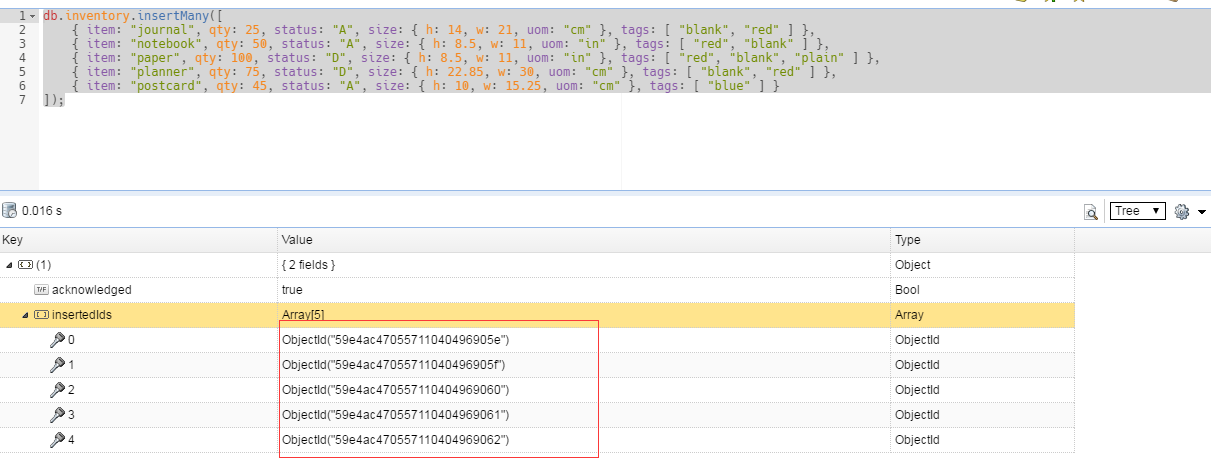 1 db.inventory.insertMany([
2 { item: "journal", qty: 25, status: "A", size: { h: 14, w: 21, uom: "cm" }, tags: [ "blank", "red" ] },
3 { item: "notebook", qty: 50, status: "A", size: { h: 8.5, w: 11, uom: "in" }, tags: [ "red", "blank" ] },
4 { item: "paper", qty: 100, status: "D", size: { h: 8.5, w: 11, uom: "in" }, tags: [ "red", "blank", "plain" ] },
5 { item: "planner", qty: 75, status: "D", size: { h: 22.85, w: 30, uom: "cm" }, tags: [ "blank", "red" ] },
6 { item: "postcard", qty: 45, status: "A", size: { h: 10, w: 15.25, uom: "cm" }, tags: [ "blue" ] }
7 ]);
0.016 s Tree
Key Value Type
(1) { 2 fields } Object
T/F acknowledged true Bool
insertedIds Array[5] Array
0 ObjectId("59e4ac47055711040496905e") ObjectId
1 ObjectId("59e4ac47055711040496905f") ObjectId
2 ObjectId("59e4ac470557110404969060") ObjectId
3 ObjectId("59e4ac470557110404969061") ObjectId
4 ObjectId("59e4ac470557110404969062") ObjectId